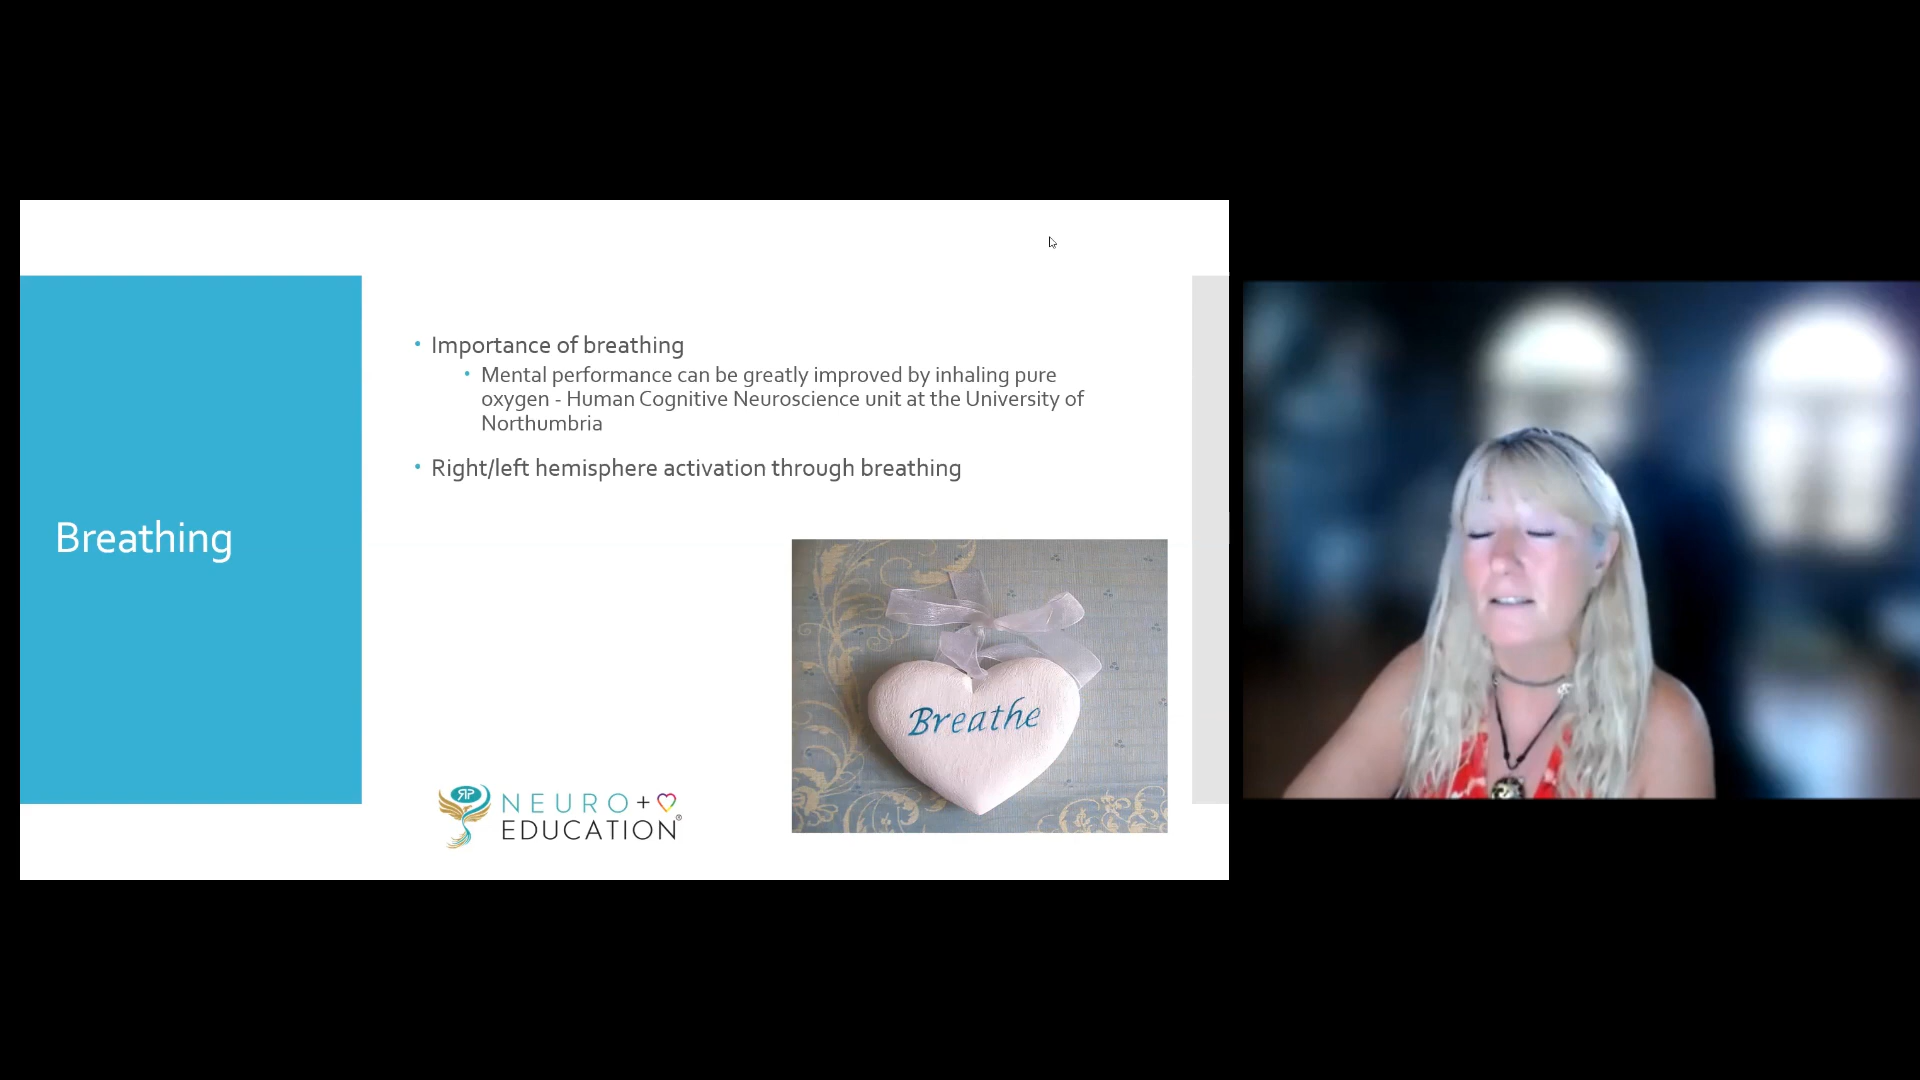 Breathing
Importance of breathing
Mental performance can be greatly improved by inhaling pure
oxygen - Human Cognitive Neuroscience unit at the University of
Northumbria
Right/left hemisphere activation through breathing
Breathe
NEURO+
EDUCATION®